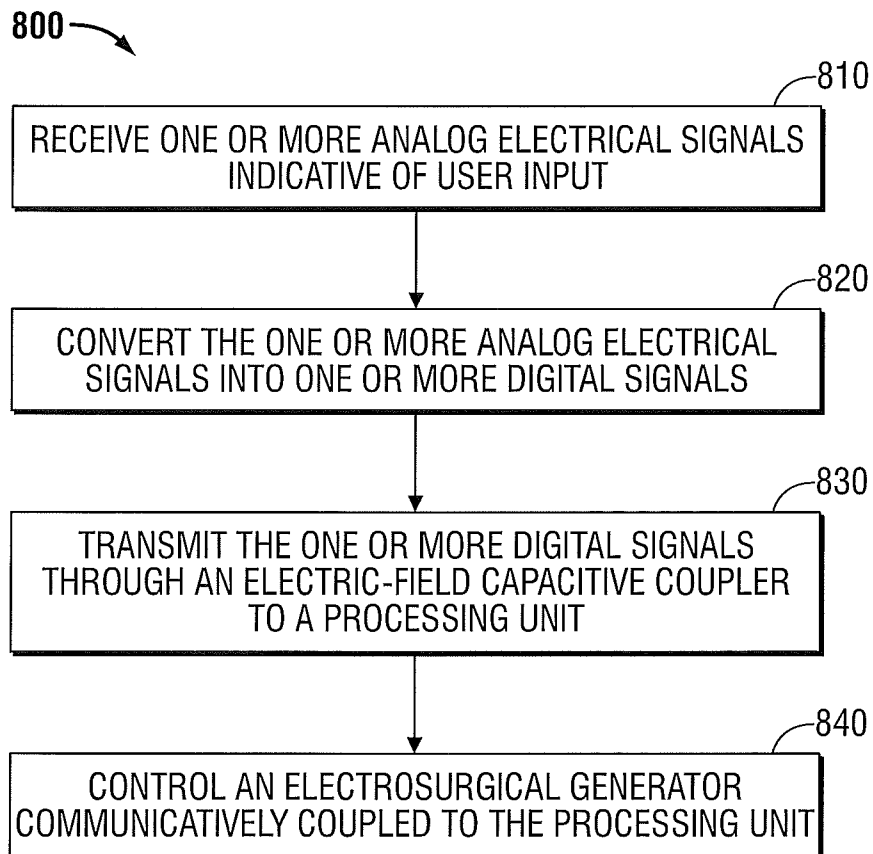 800
810
RECEIVE ONE OR MORE ANALOG ELECTRICAL SIGNALS
INDICATIVE OF USER INPUT
820
CONVERT THE ONE OR MORE ANALOG ELECTRICAL
SIGNALS INTO ONE OR MORE DIGITAL SIGNALS
830
TRANSMIT THE ONE OR MORE DIGITAL SIGNALS
THROUGH AN ELECTRIC-FIELD CAPACITIVE COUPLER
TO A PROCESSING UNIT
840
CONTROL AN ELECTROSURGICAL GENERATOR
COMMUNICATIVELY COUPLED TO THE PROCESSING UNIT